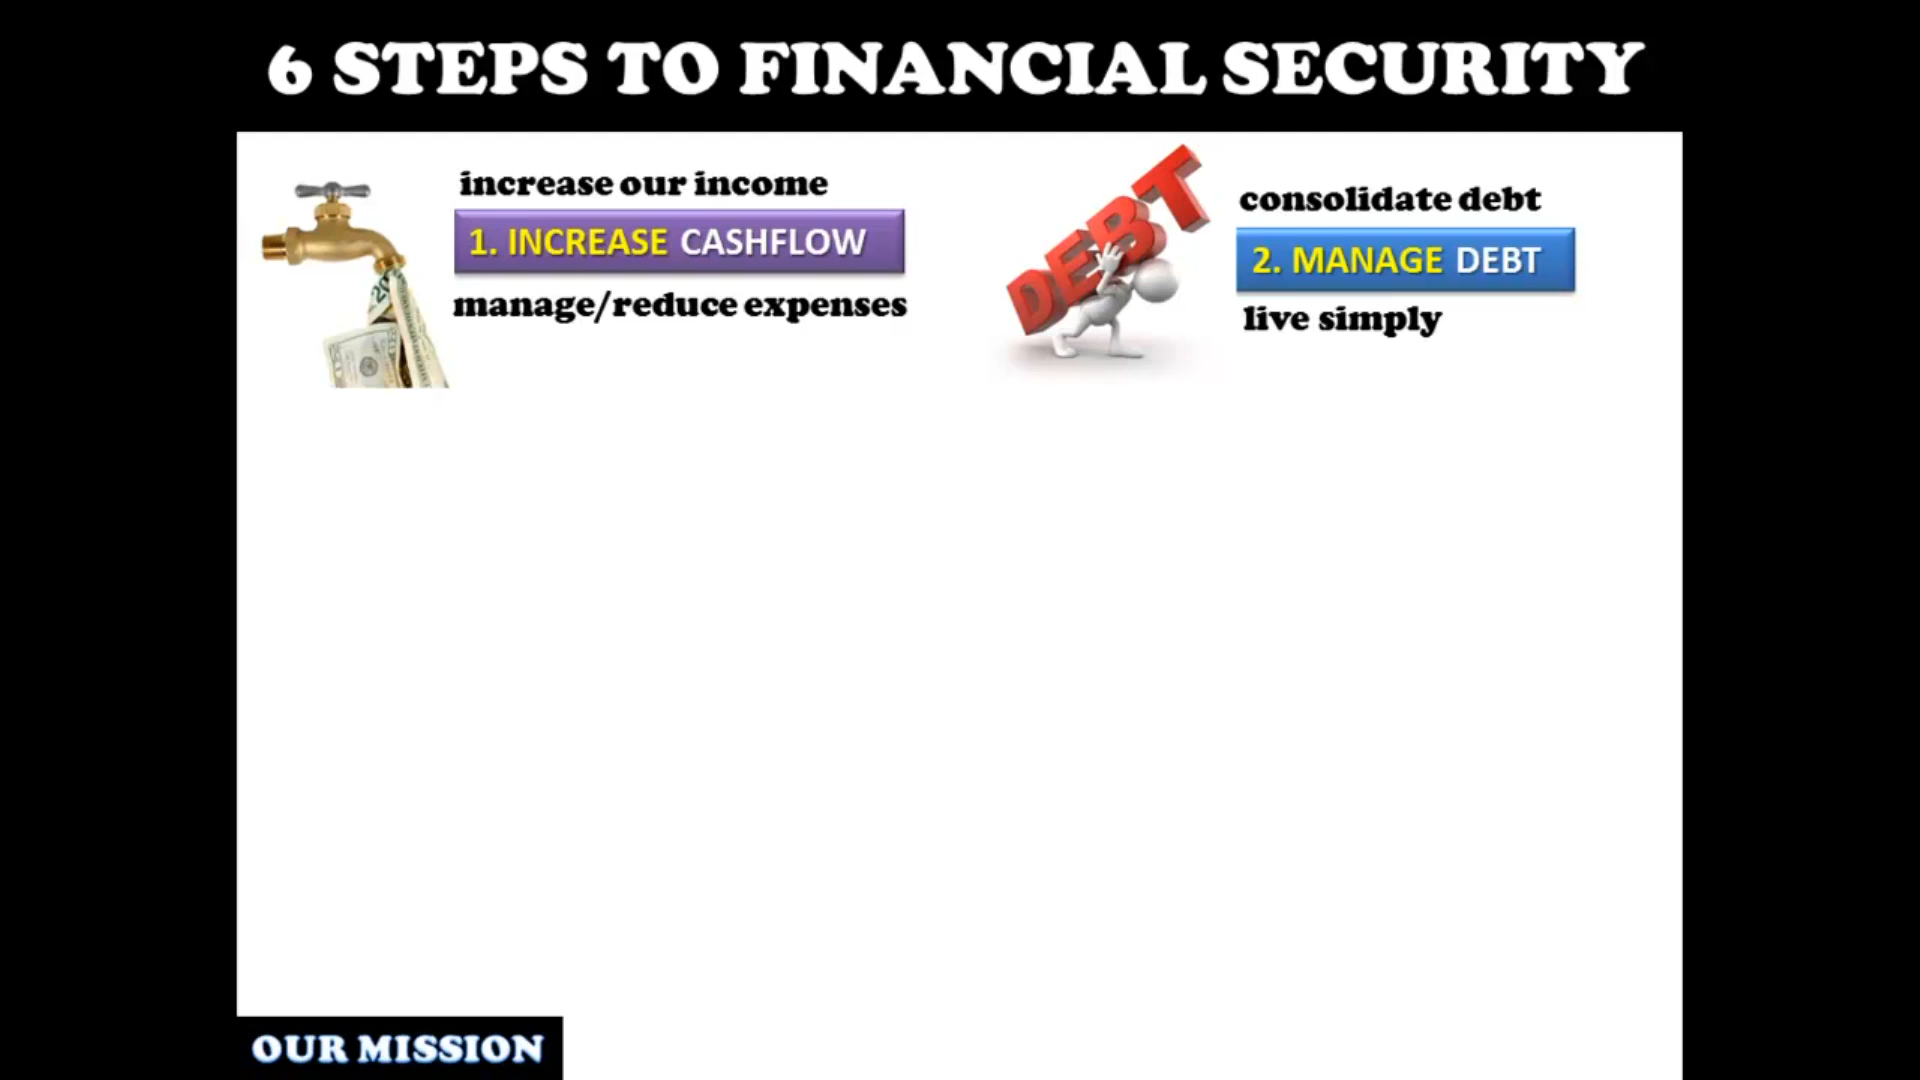 6 STEPS TO FINANCIAL SECURITY
increase our income
1. INCREASE CASHFLOW
manage/reduce expenses
DEBT
consolidate debt
2. MANAGE DEBT
live simply
20
OUR MISSION